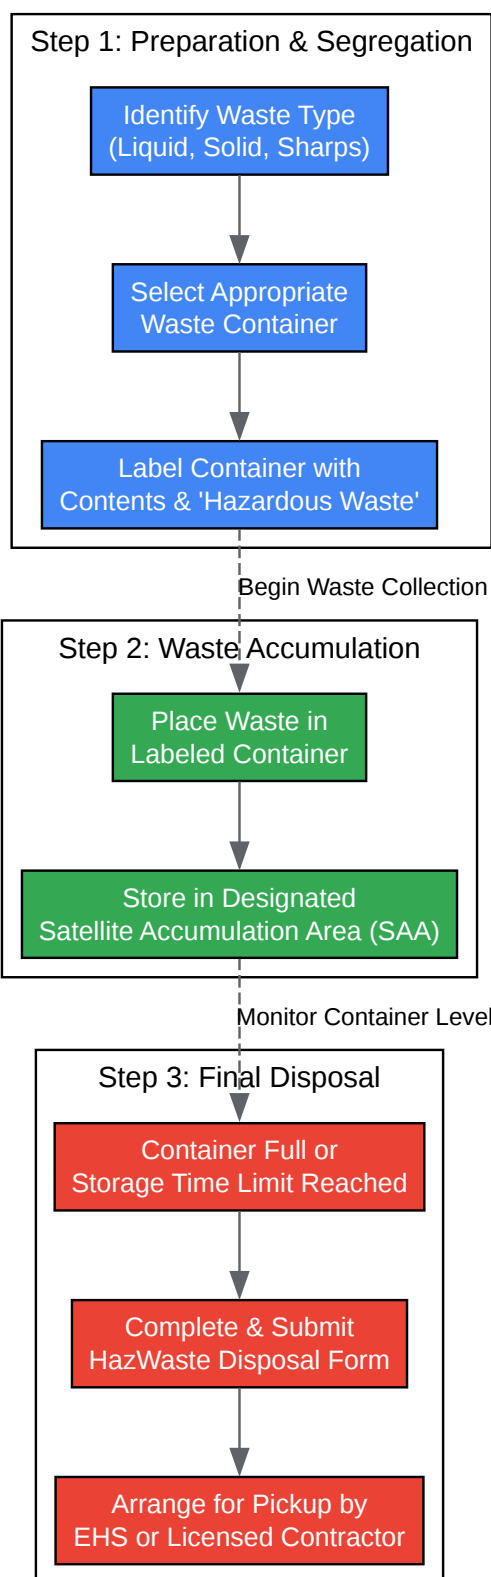 Step 1: Preparation & Segregation
Identify Waste Type
(Liquid, Solid, Sharps)
Select Appropriate
Waste Container
Label Container with
Contents & 'Hazardous Waste'
Begin Waste Collection
Step 2: Waste Accumulation
Place Waste in
Labeled Container
Store in Designated
Satellite Accumulation Area (SAA)
Monitor Container Level
Step 3: Final Disposal
Container Full or
Storage Time Limit Reached
Complete & Submit
HazWaste Disposal Form
Arrange for Pickup by
EHS or Licensed Contractor